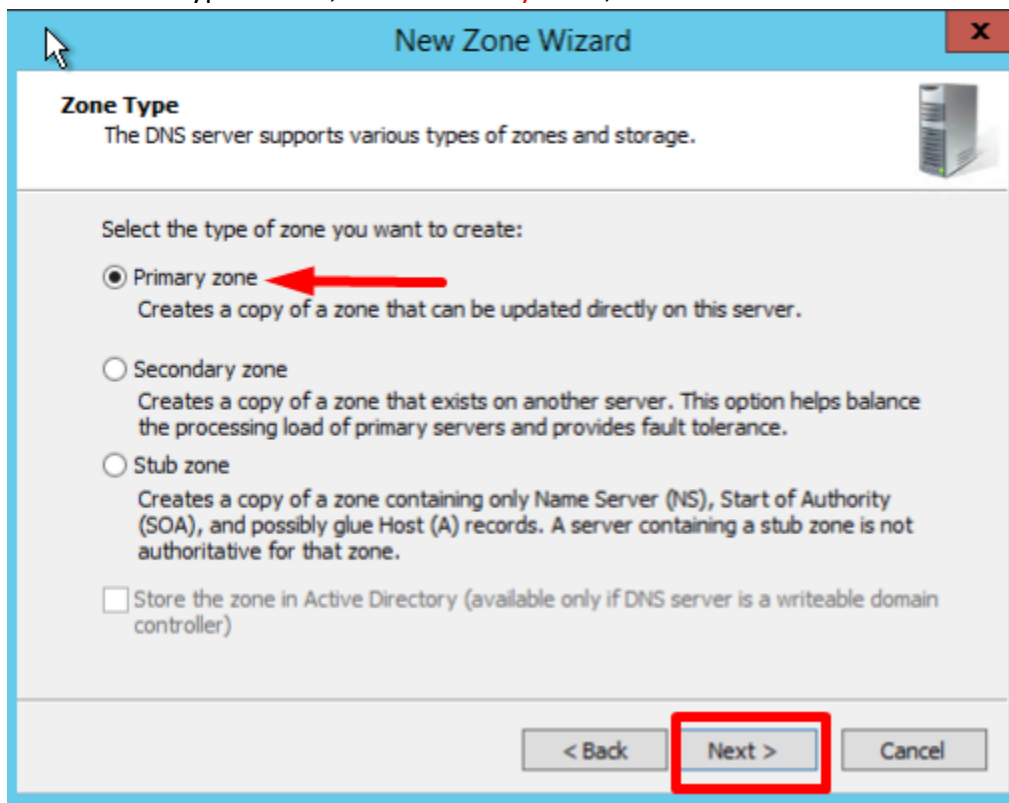 New Zone Wizard
x
Zone Type
The DNS server supports various types of zones and storage.
Select the type of zone you want to create:
Primary zone
Creates a copy of a zone that can be updated directly on this server.
Secondary zone
Creates a copy of a zone that exists on another server. This option helps balance
the processing load of primary servers and provides fault tolerance.
Stub zone
Creates a copy of a zone containing only Name Server (NS), Start of Authority
(SOA), and possibly glue Host (A) records. A server containing a stub zone is not
authoritative for that zone.
Store the zone in Active Directory (available only if DNS server is a writeable domain
controller)
< Back Next > Cancel